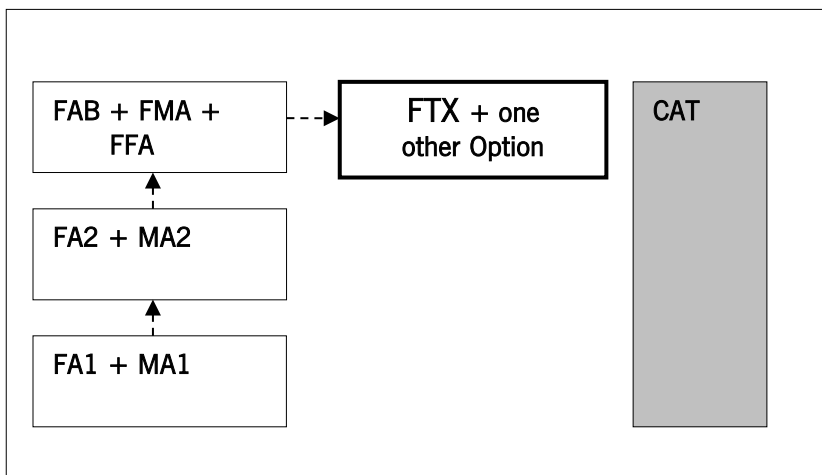 FAB + FMA +
FFA
FTX + one
other Option
CAT
FA2 + MA2
FA1 + MA1